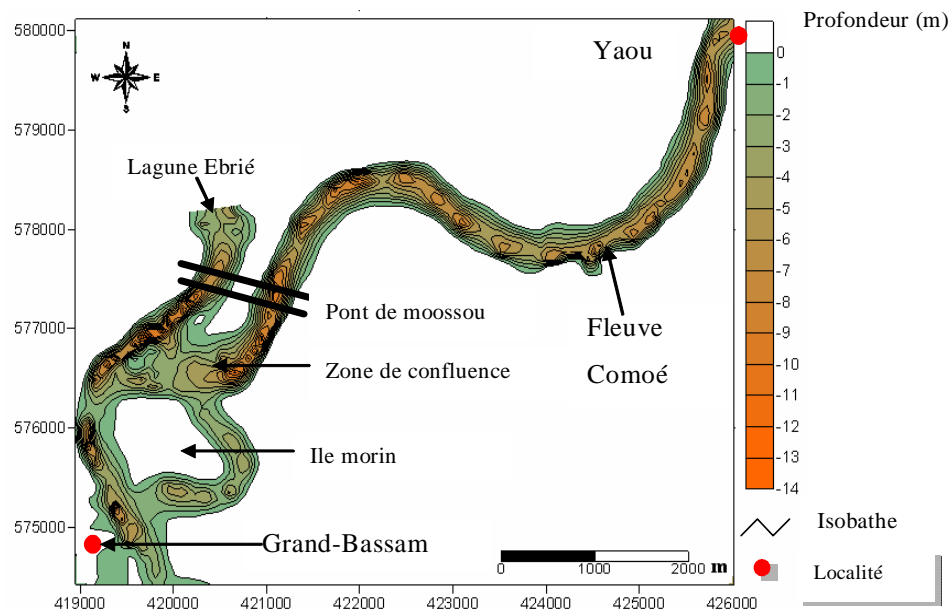 Profondeur (m)
580000
Yaou
N
W E
S
579000
Lagune Ebrié
578000
577000
Pont de moossou
Fleuve
Comoé
Zone de confluence
576000
Ile morin
575000
Grand-Bassam
0 1000 2000 m
419000 420000 421000 422000 423000 424000 425000 426000
0
-1
-2
-3
-4
-5
-6
-7
-8
-9
-10
-11
-12
-13
-14
Isobathe
Localité